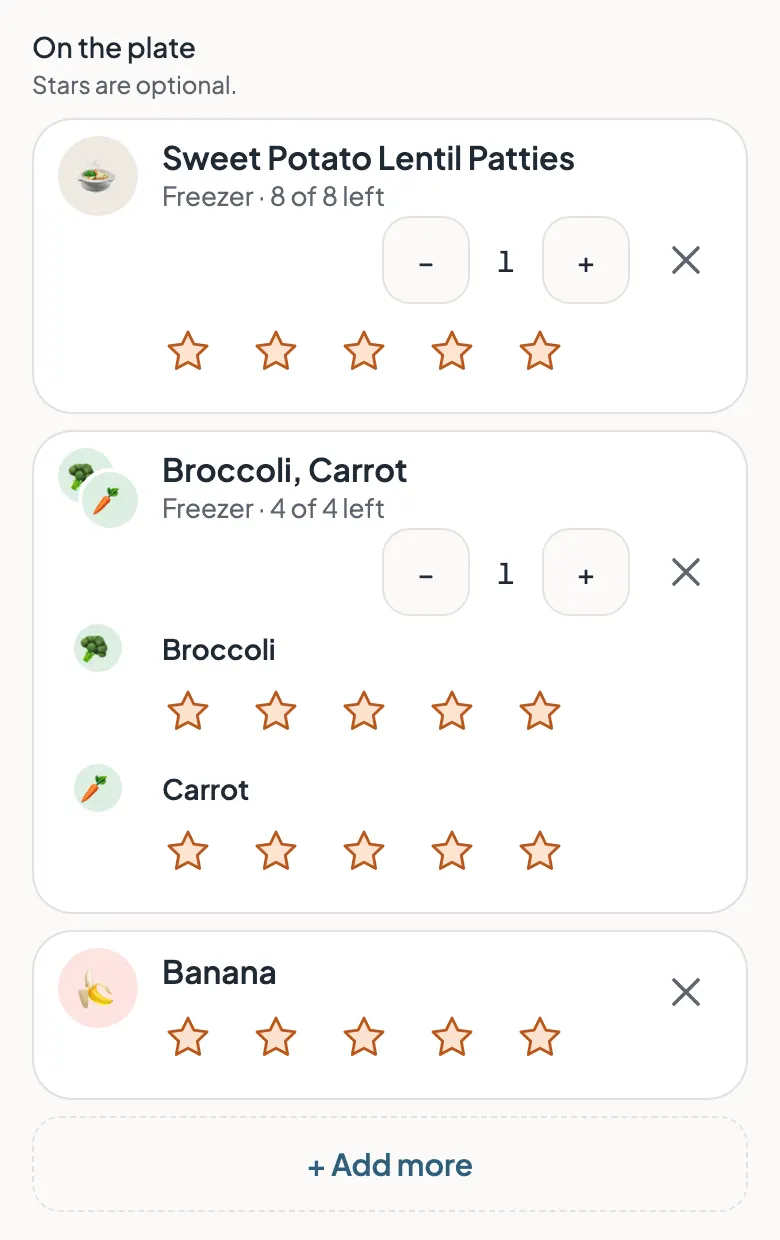 On the plate
Stars are optional.
Sweet Potato Lentil Patties
Freezer · 8 of 8 left
- 1 +
Broccoli, Carrot
Freezer · 4 of 4 left
- 1 +
Broccoli
Carrot
Banana
+ Add more